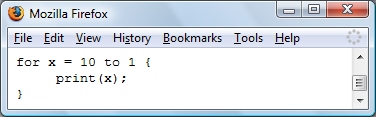 Mozilla Firefox
File Edit View History Bookmarks Tools Help
for x = 10 to 1 {
     print(x);
}